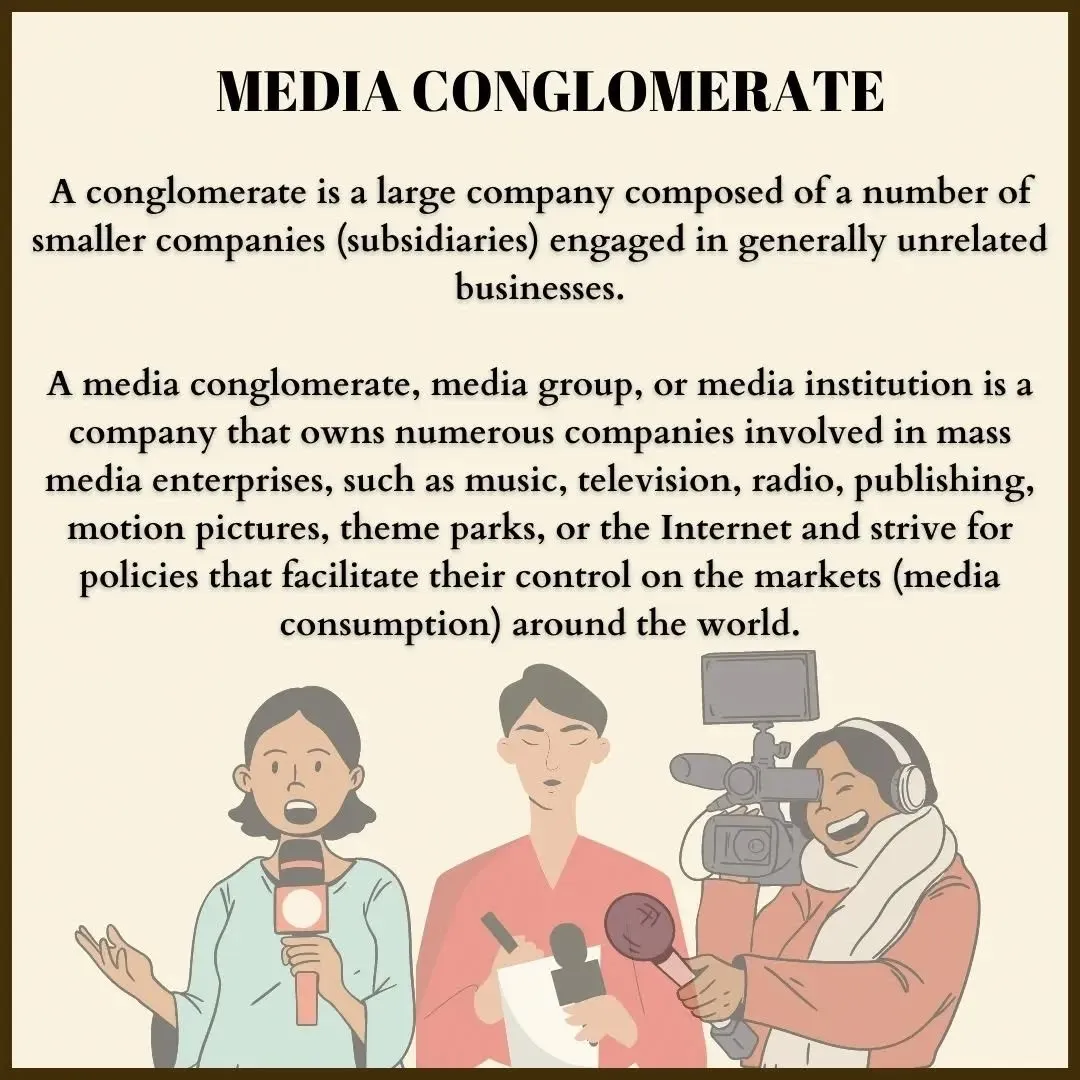 MEDIA CONGLOMERATE
A conglomerate is a large company composed of a number of
smaller companies (subsidiaries) engaged in generally unrelated
businesses.
A media conglomerate, media group, or media institution is a
company that owns numerous companies involved in mass
media enterprises, such as music, television, radio, publishing,
motion pictures, theme parks, or the Internet and strive for
policies that facilitate their control on the markets (media
consumption) around the world.